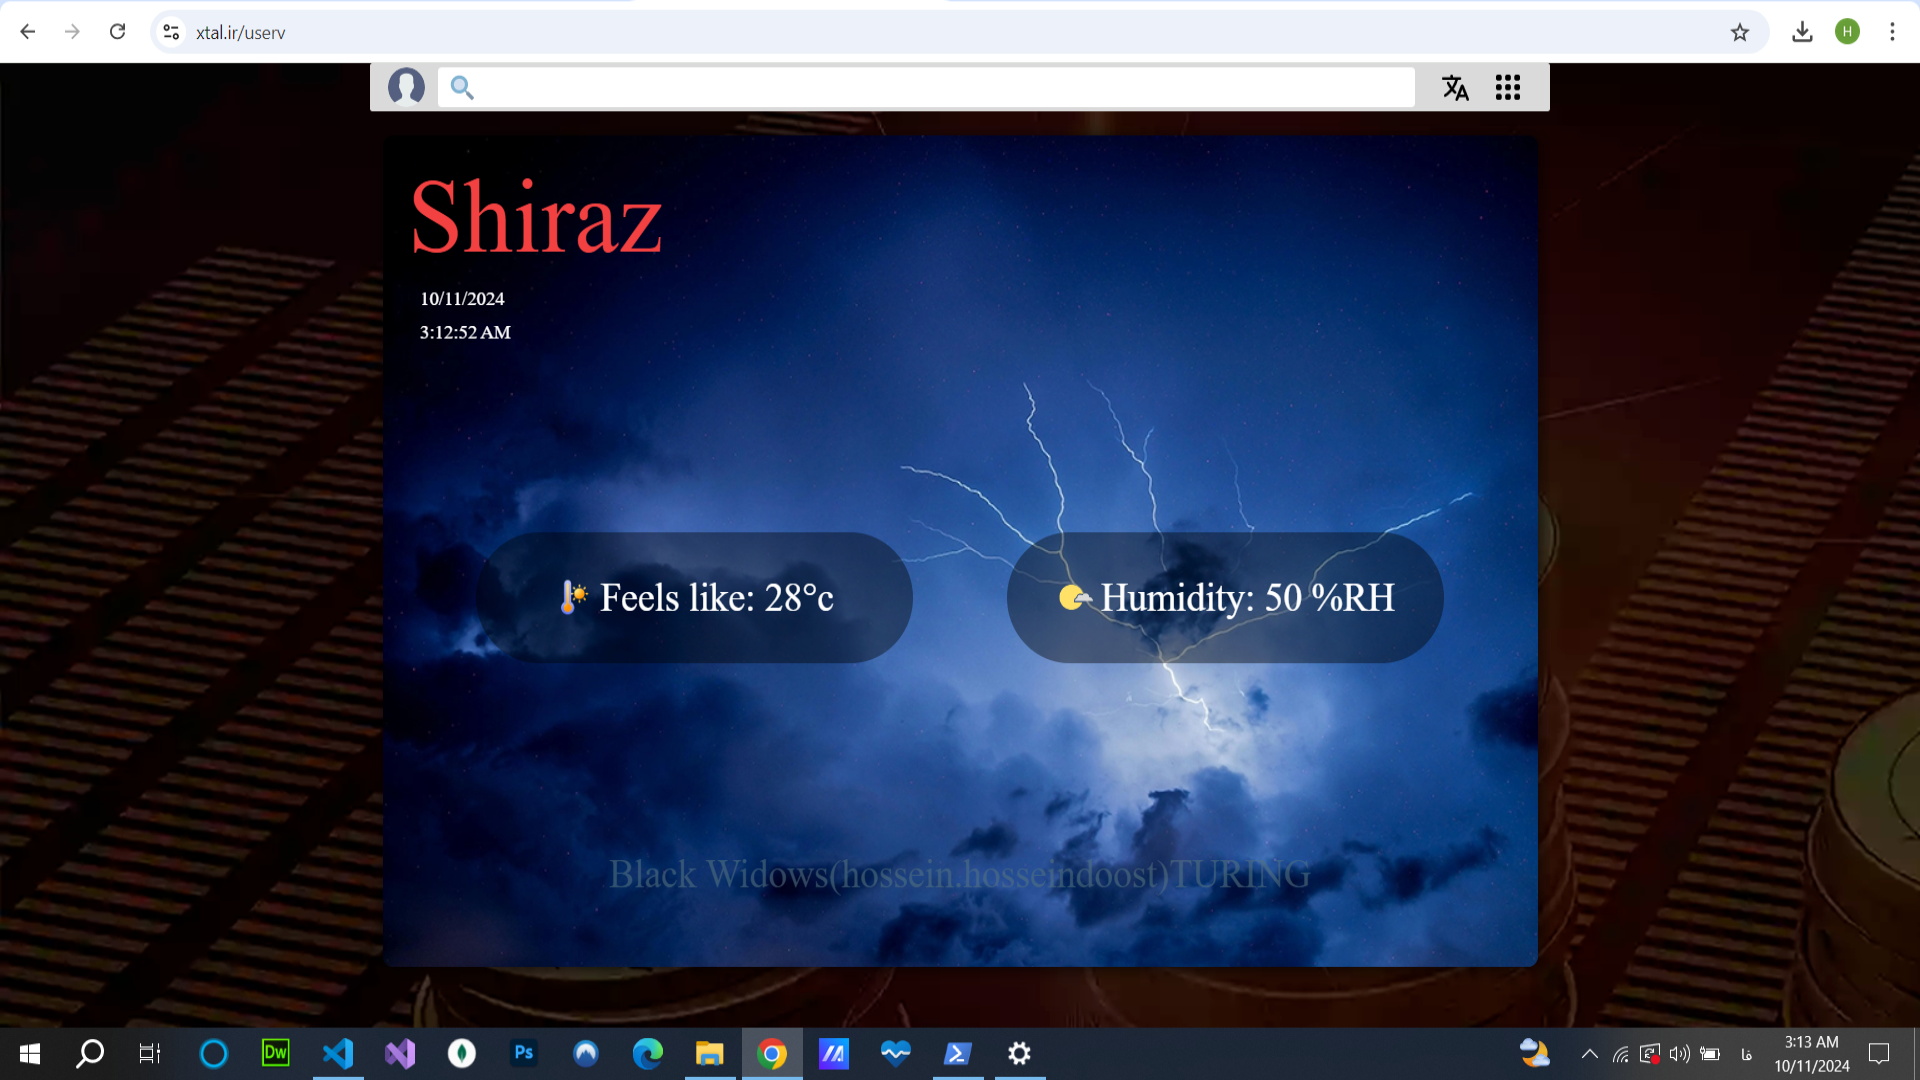 xtal.ir/userv
H
Shiraz
10/11/2024
3:12:52 AM
Feels like: 28°c
Humidity: 50 %RH
Black Widows(hossein.hosseindoost)TURING
Dw
Ps
فا
3:13 AM
10/11/2024